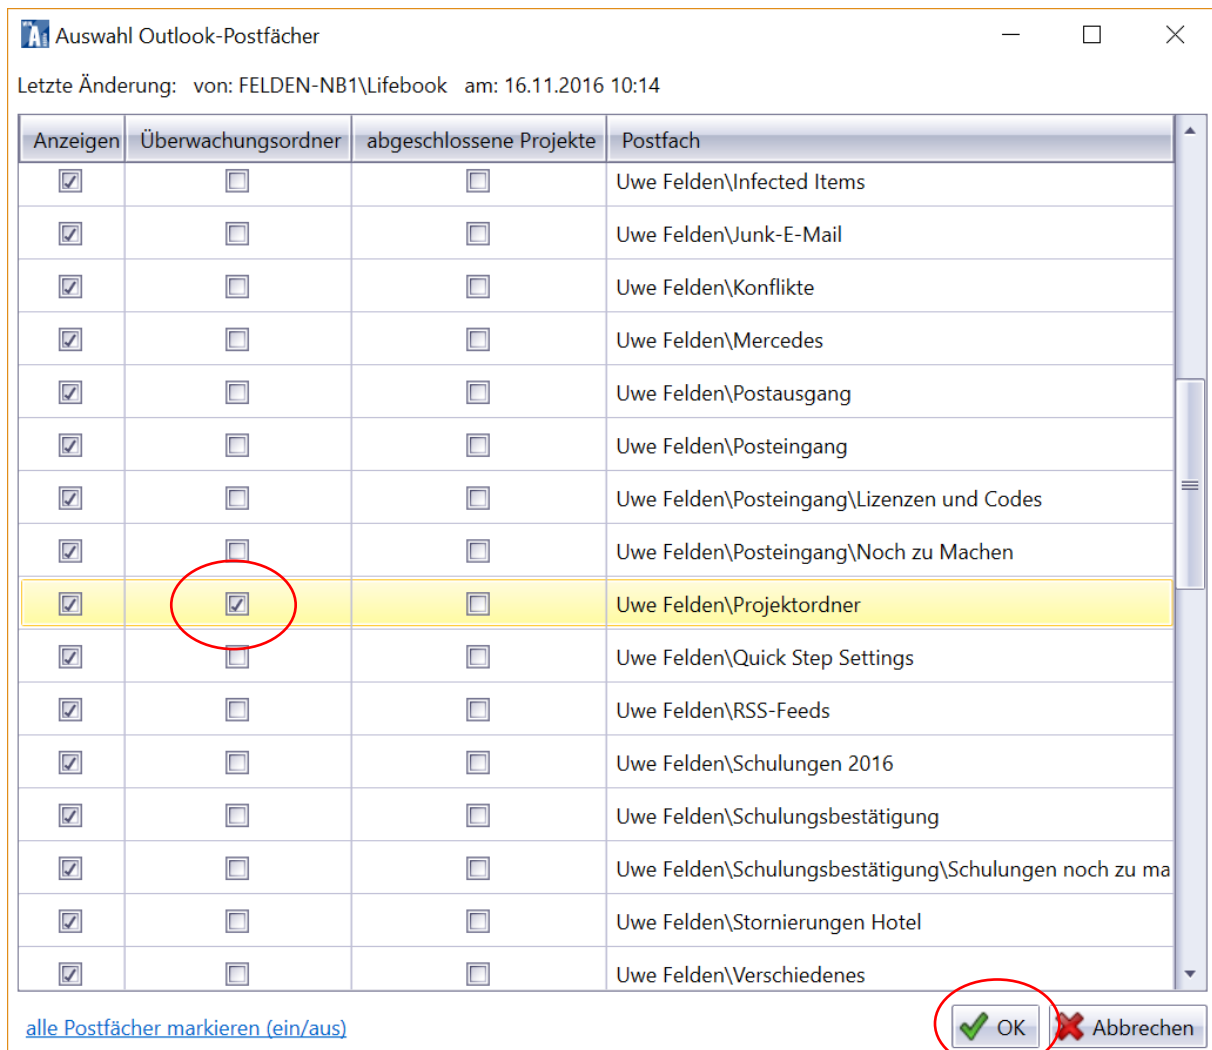 Auswahl Outlook-Postfächer
Letzte Änderung: von: FELDEN-NB1\Lifebook am: 16.11.2016 10:14
Anzeigen Überwachungsordner abgeschlossene Projekte Postfach
Uwe Felden\Infected Items
Uwe Felden\Junk-E-Mail
Uwe Felden\Konflikte
Uwe Felden\Mercedes
Uwe Felden\Postausgang
Uwe Felden\Posteingang
Uwe Felden\Posteingang\Lizenzen und Codes
Uwe Felden\Posteingang\Noch zu Machen
Uwe Felden\Projektordner
Uwe Felden\Quick Step Settings
Uwe Felden\RSS-Feeds
Uwe Felden\Schulungen 2016
Uwe Felden\Schulungsbestätigung
Uwe Felden\Schulungsbestätigung\Schulungen noch zu ma
Uwe Felden\Stornierungen Hotel
Uwe Felden\Verschiedenes
alle Postfächer markieren (ein/aus) OK Abbrechen